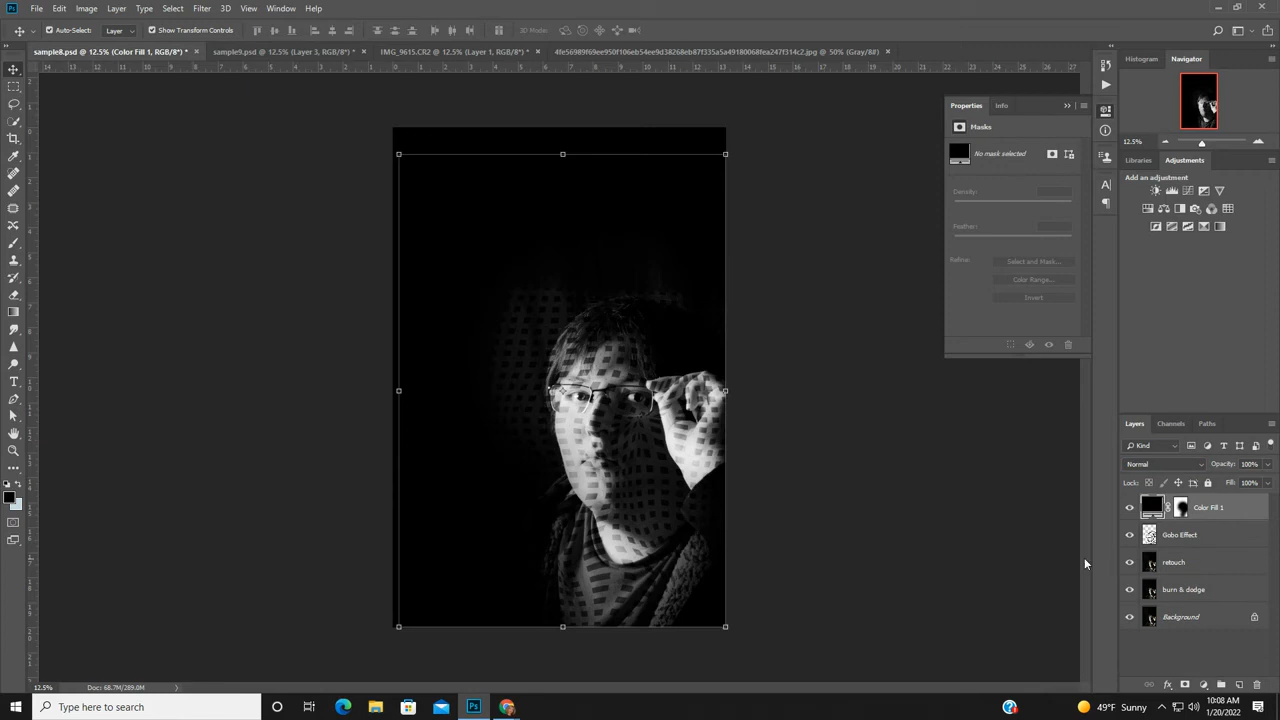 Ps File Edit Image Layer Type Select Filter 3D View Window Help
Auto-Select: Layer Show Transform Controls 3D Mode:
sample8.psd @ 12.5% (Color Fill 1, RGB/8*) * × sample9.psd @ 12.5% (Layer 3, RGB/8*) * × IMG_9615.CR2 @ 12.5% (Layer 1, RGB/8*) * × 4fe56989f69ee950f106eb54ee9d38268eb87f335a5a49180068fea247f314c2.jpg @ 50% (Gray/8#) ×
Histogram Navigator
12.5%
Libraries Adjustments
Add an adjustment
Properties Info
Masks
No mask selected
Density:
Feather:
Refine: Select and Mask...
Color Range...
Invert
Layers Channels Paths
Kind
Normal Opacity: 100%
Lock: Fill: 100%
Color Fill 1
Gobo Effect
retouch
burn & dodge
Background
12.5% Doc: 68.7M/289.0M
Type here to search
Ps
49°F Sunny
10:08 AM
1/20/2022